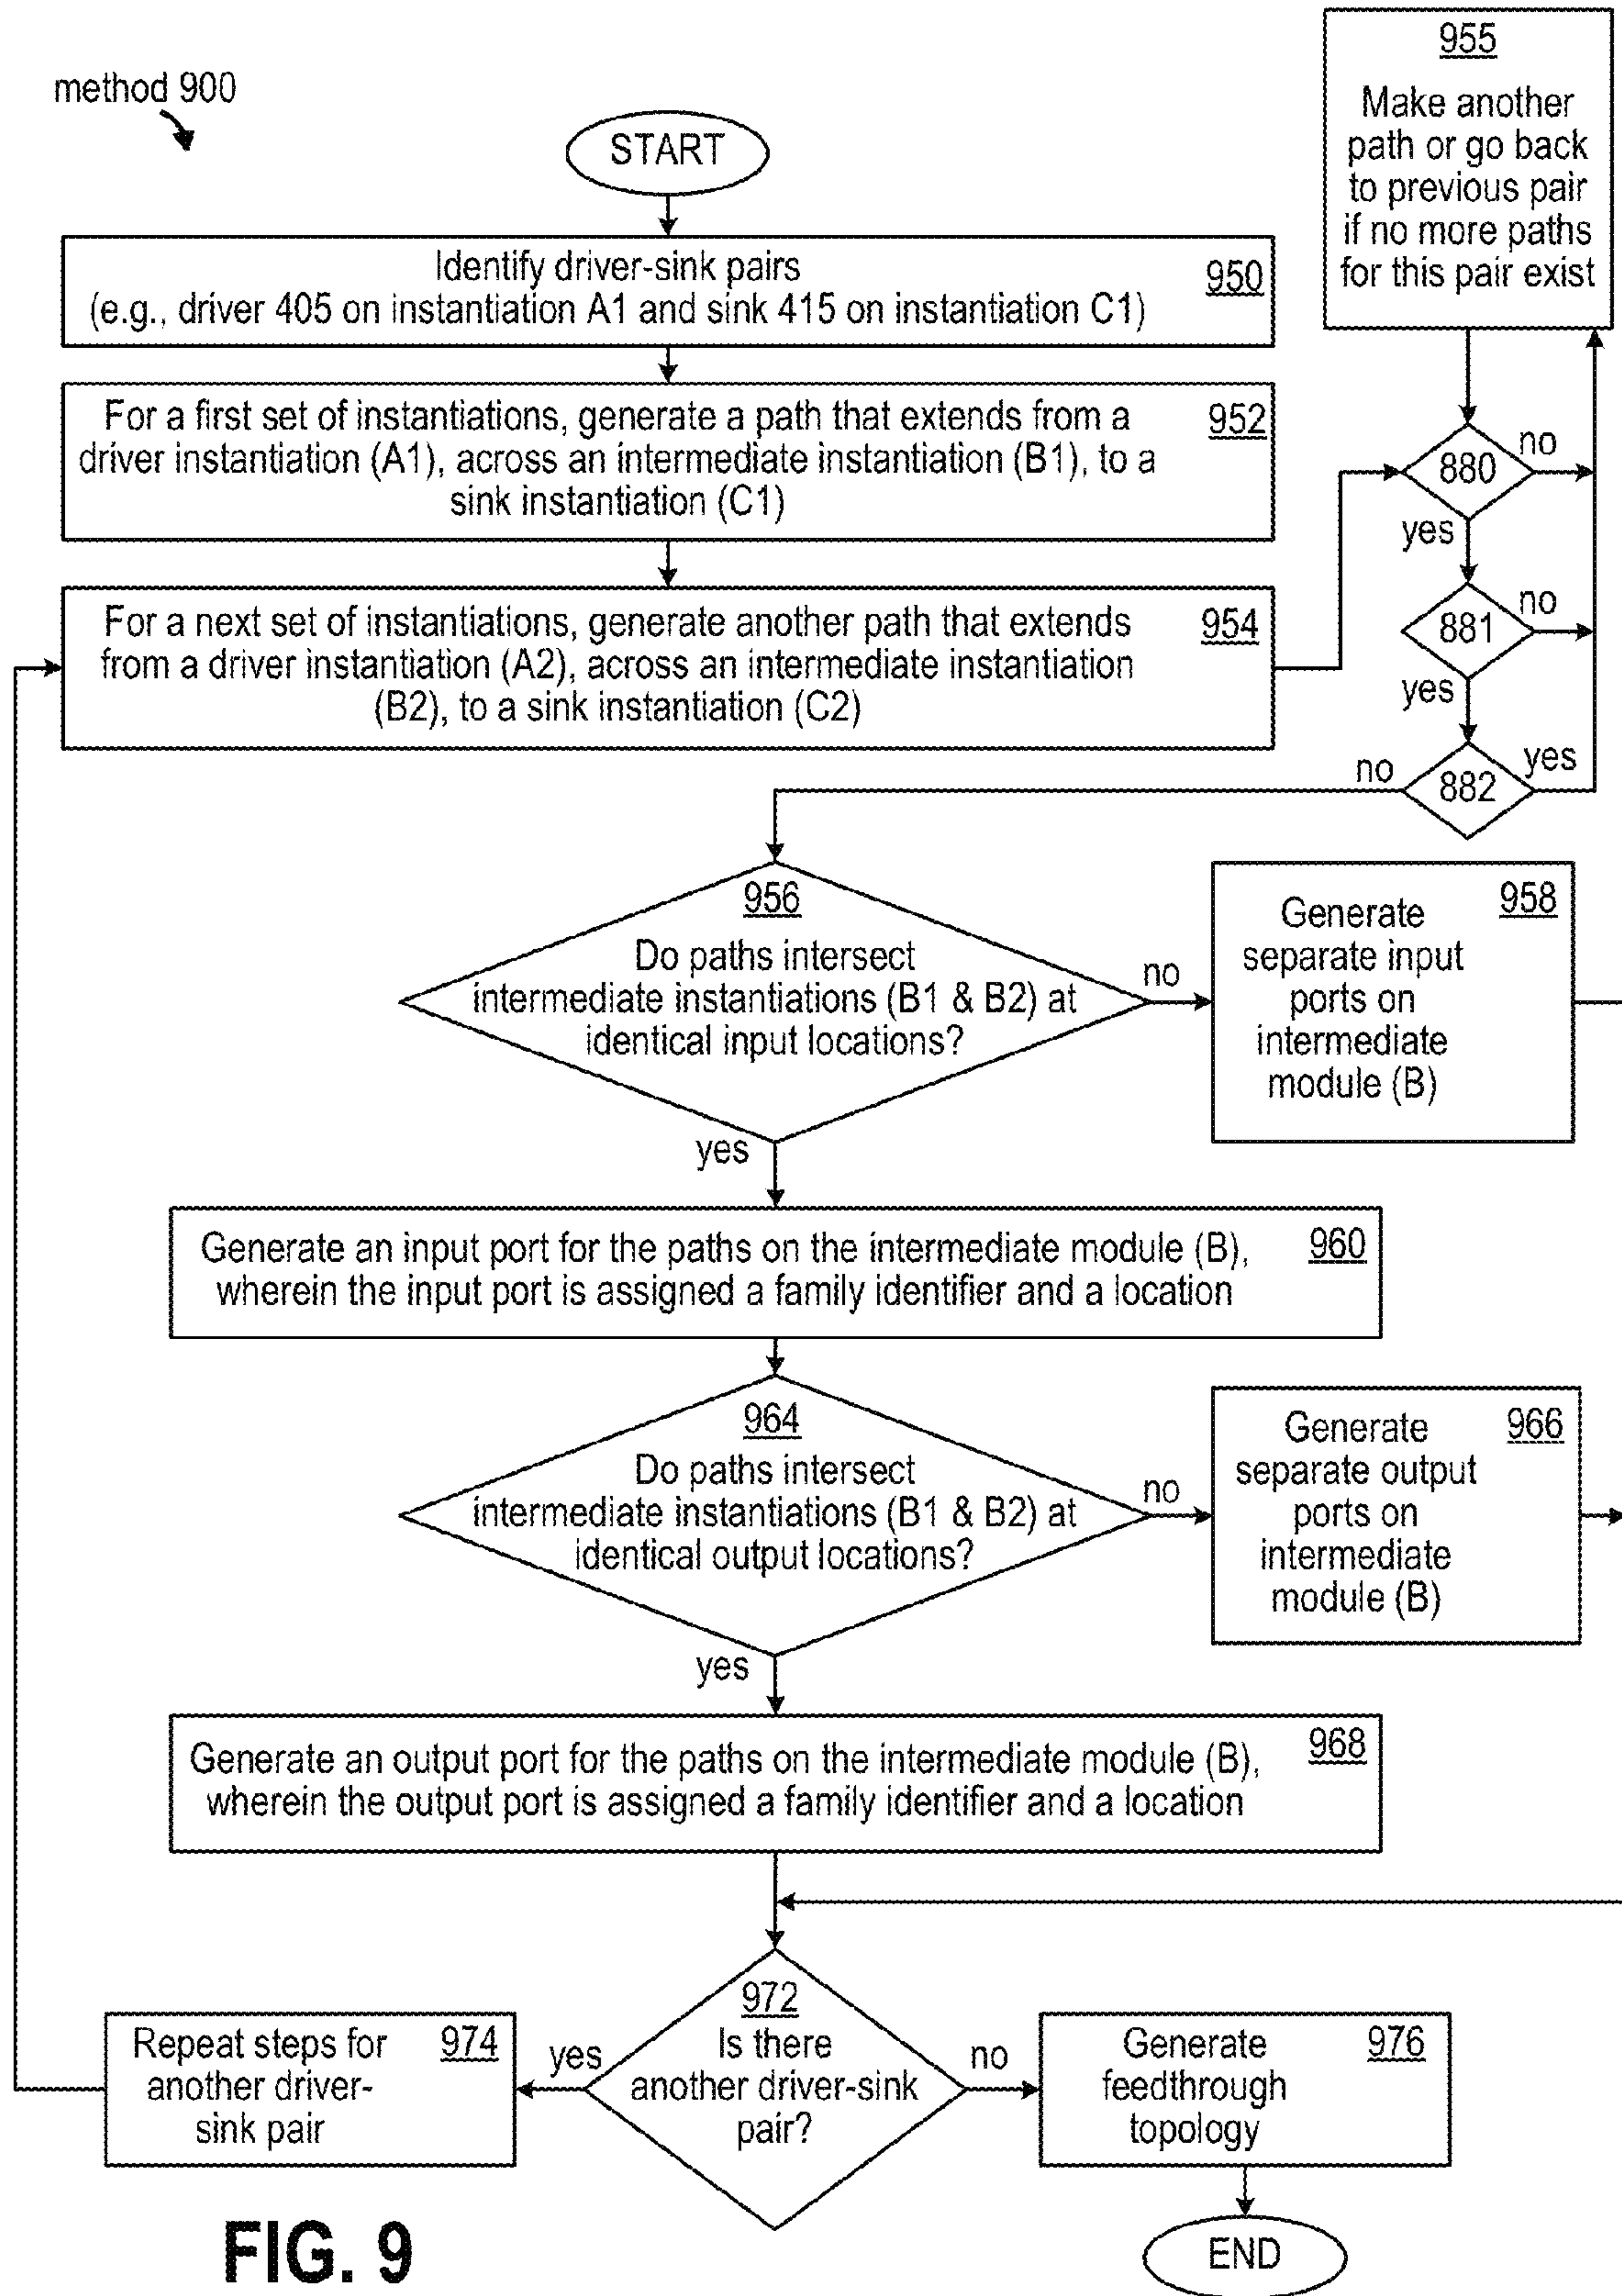 method 900
START
955
Make another
path or go back
to previous pair
if no more paths
for this pair exist
Identify driver-sink pairs
(e.g., driver 405 on instantiation A1 and sink 415 on instantiation C1)
950
For a first set of instantiations, generate a path that extends from a
driver instantiation (A1), across an intermediate instantiation (B1), to a
sink instantiation (C1)
952
For a next set of instantiations, generate another path that extends
from a driver instantiation (A2), across an intermediate instantiation
(B2), to a sink instantiation (C2)
954
880
no
yes
881
no
yes
882
no
yes
956
Do paths intersect
intermediate instantiations (B1 & B2) at
identical input locations?
no
yes
958
Generate
separate input
ports on
intermediate
module (B)
Generate an input port for the paths on the intermediate module (B),
wherein the input port is assigned a family identifier and a location
960
964
Do paths intersect
intermediate instantiations (B1 & B2) at
identical output locations?
no
yes
966
Generate
separate output
ports on
intermediate
module (B)
Generate an output port for the paths on the intermediate module (B),
wherein the output port is assigned a family identifier and a location
968
972
Is there
another driver-sink
pair?
yes
no
Repeat steps for
another driver-
sink pair
974
Generate
feedthrough
topology
976
END
FIG. 9